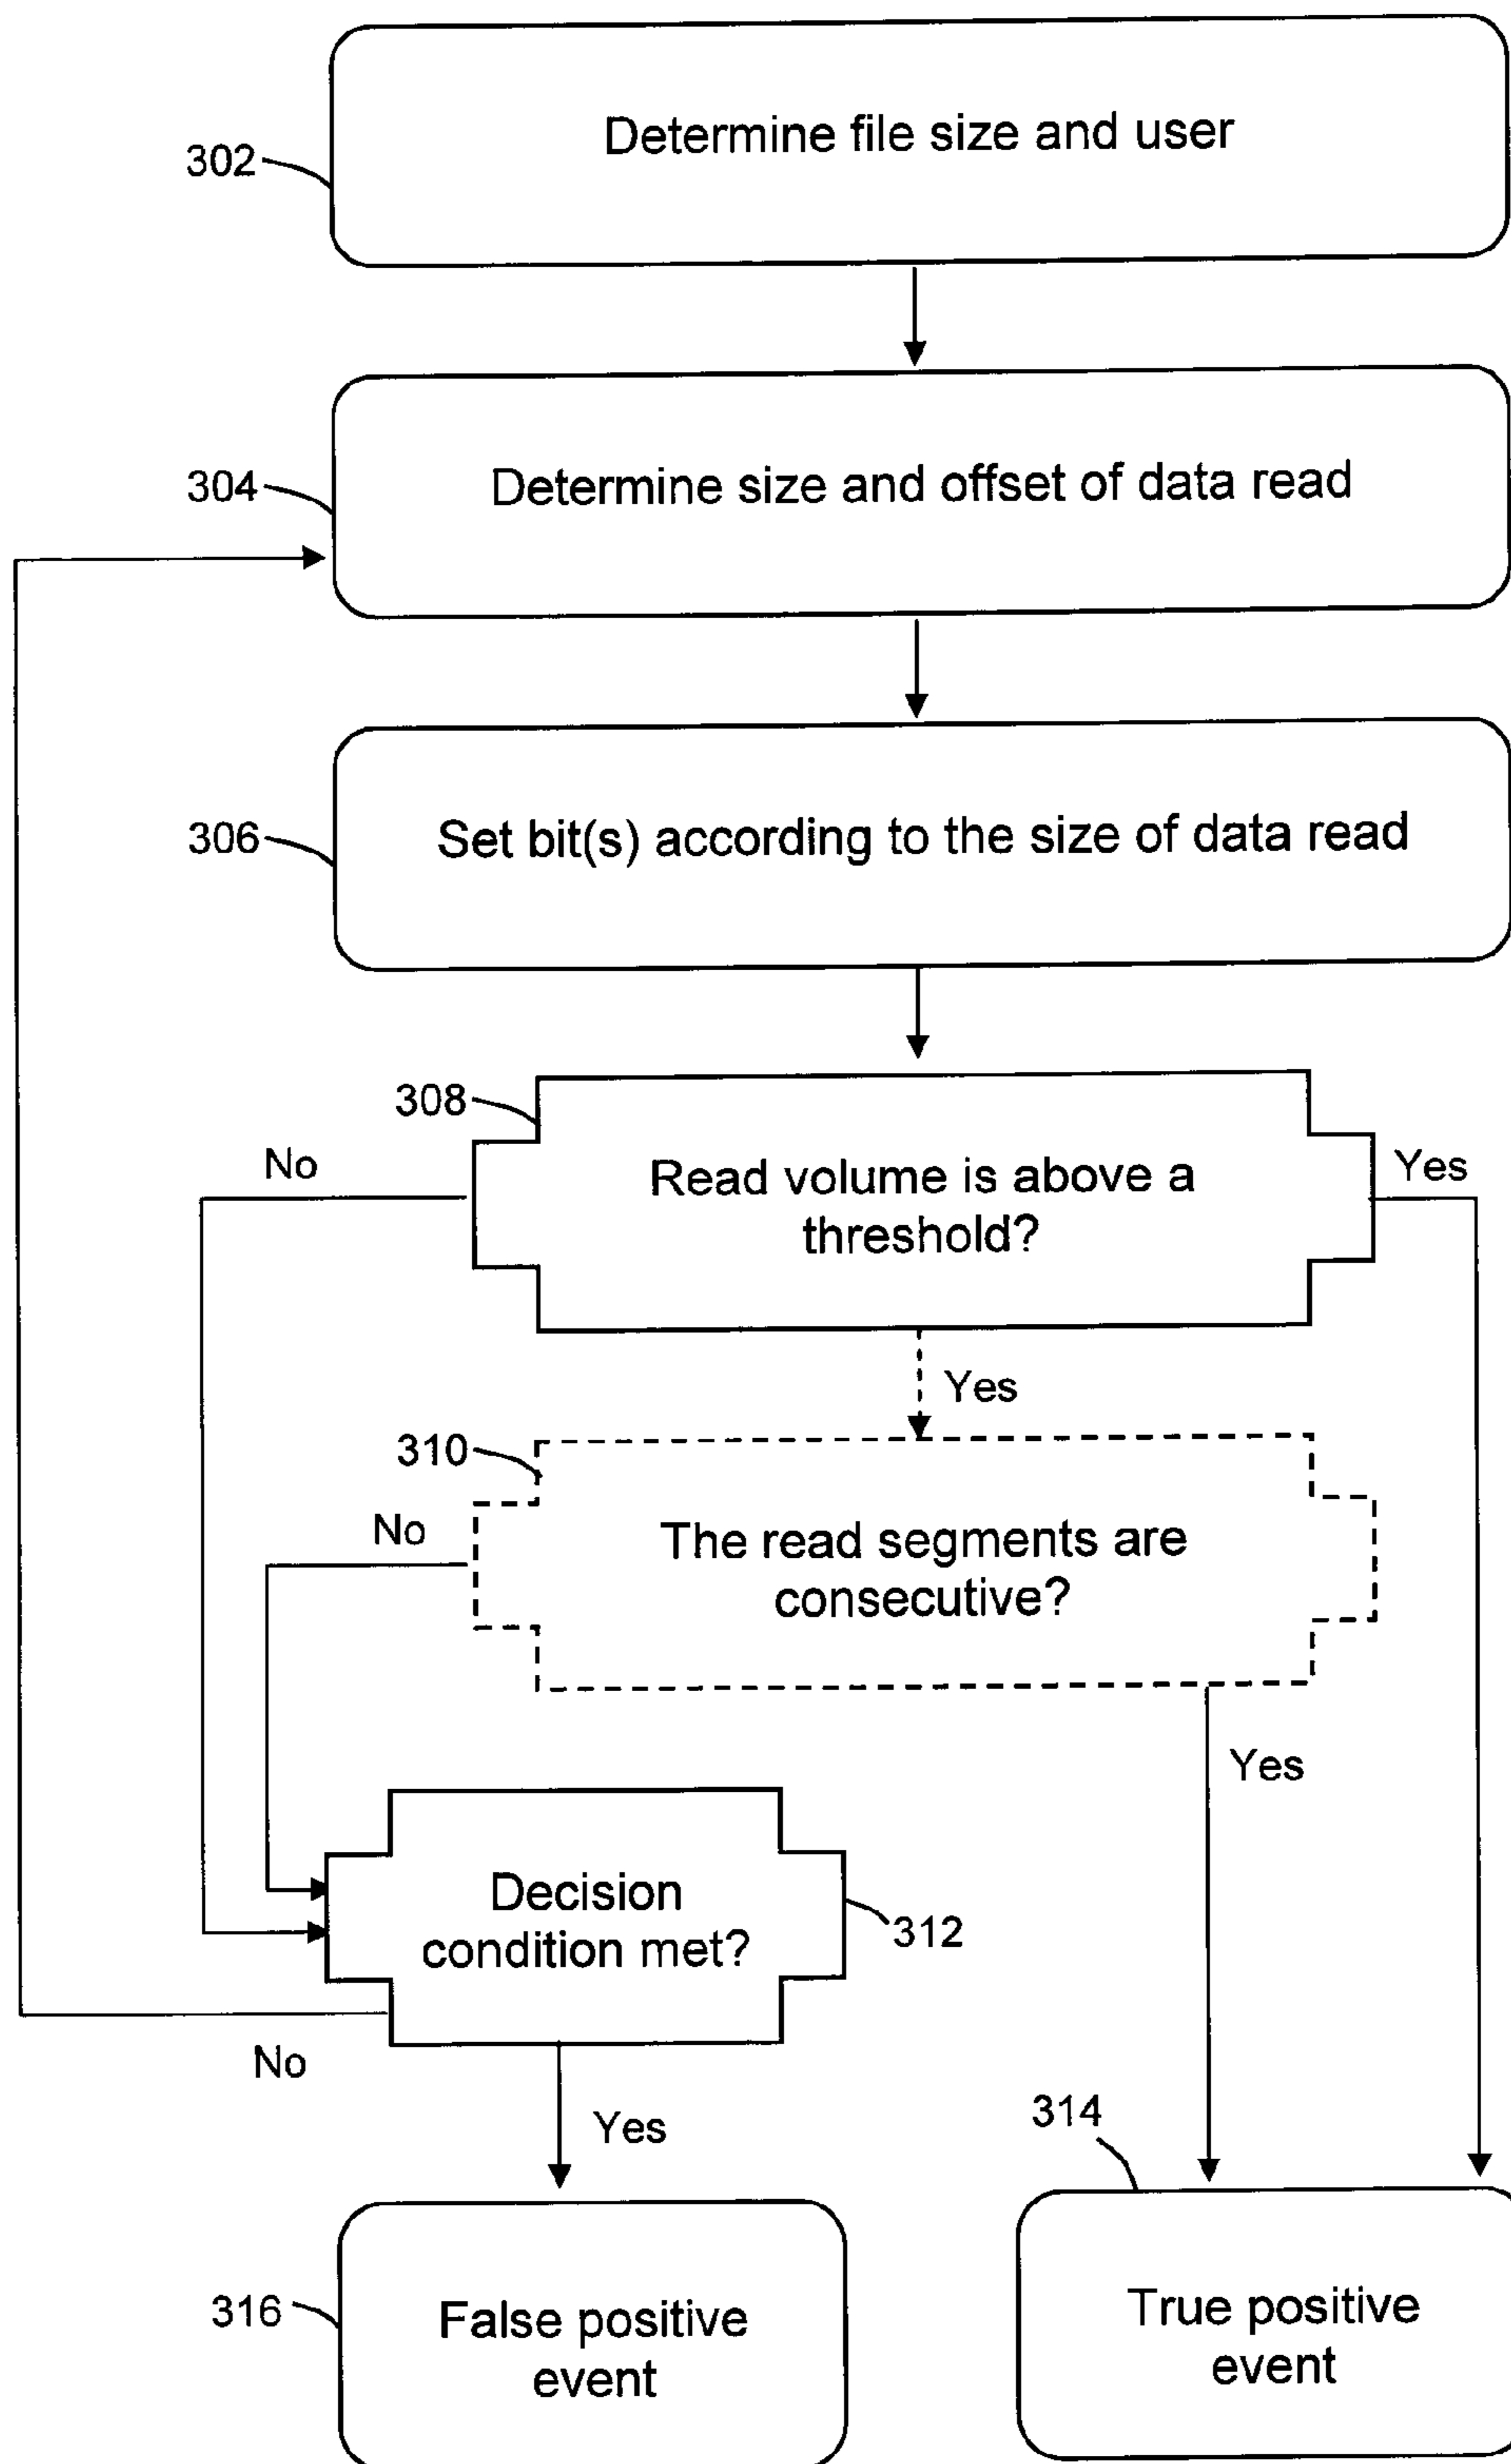 Determine file size and user
302
Determine size and offset of data read
304
Set bit(s) according to the size of data read
306
308
No
Yes
Read volume is above a
threshold?
Yes
310
No
The read segments are
consecutive?
Yes
Decision
condition met?
312
No
Yes
314
316
False positive
event
True positive
event